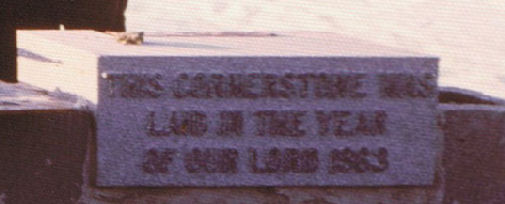 THIS CORNERSTONE WAS
LAID IN THE YEAR
OF OUR LORD 1963